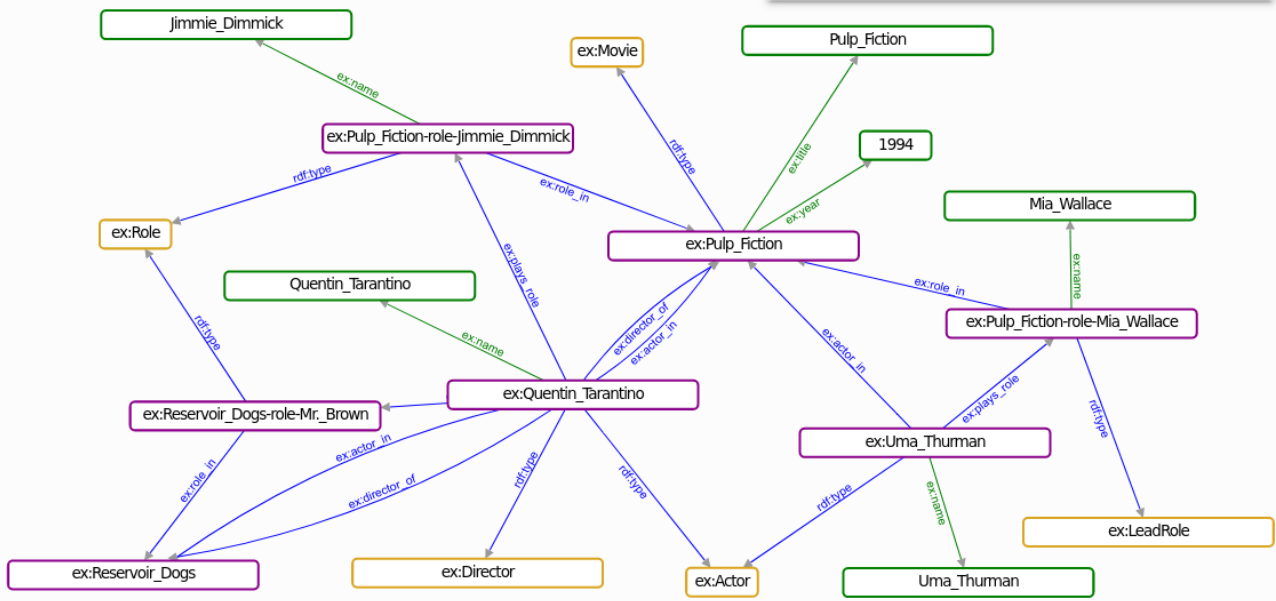 Jimmie_Dimmick
ex:Movie
Pulp_Fiction
ex:name
ex:Pulp_Fiction-role-Jimmie_Dimmick
rdf:type
ex:title
1994
rdf:type
ex:role_in
ex:year
Mia_Wallace
ex:Role
ex:Pulp_Fiction
ex:plays_role
ex:name
Quentin_Tarantino
ex:role_in
ex:director_of
ex:Pulp_Fiction-role-Mia_Wallace
rdf:type
ex:name
ex:actor_in
ex:actor_in
ex:Quentin_Tarantino
ex:plays_role
ex:Reservoir_Dogs-role-Mr._Brown
rdf:type
ex:actor_in
ex:Uma_Thurman
ex:role_in
ex:director_of
rdf:type
rdf:type
rdf:type
ex:name
ex:LeadRole
ex:Reservoir_Dogs
ex:Director
ex:Actor
Uma_Thurman